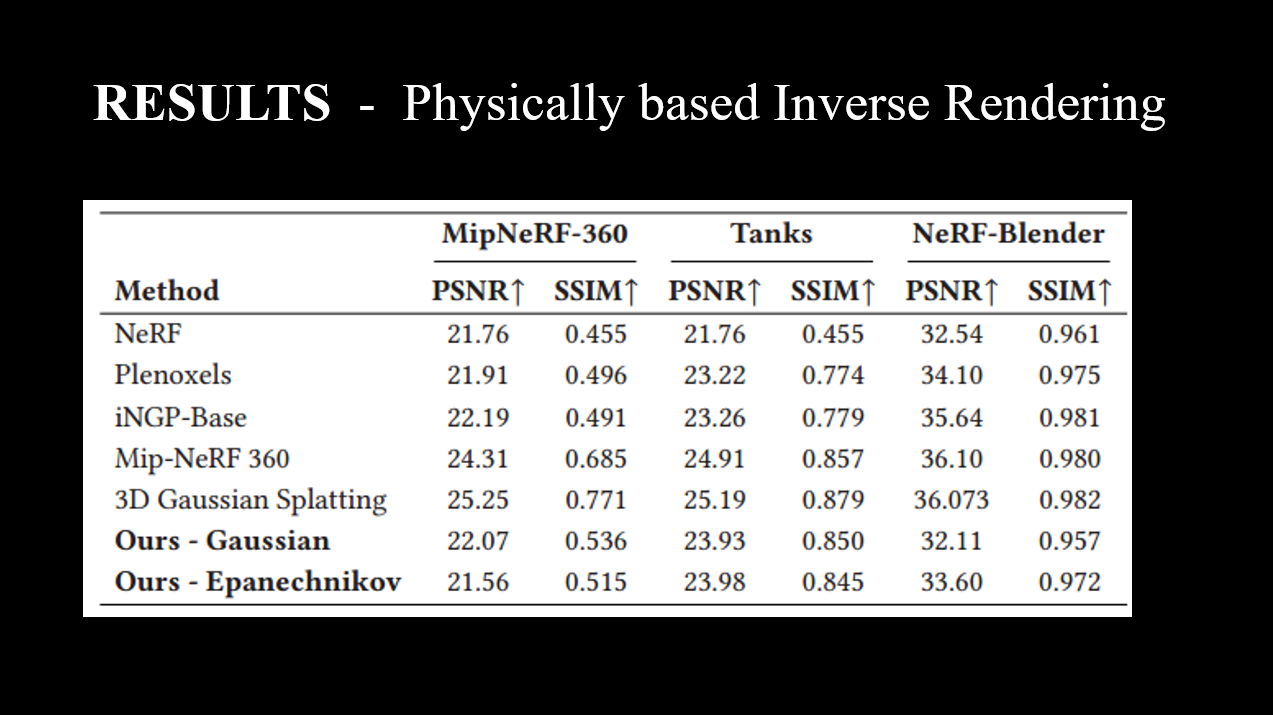 RESULTS - Physically based Inverse Rendering
MipNeRF-360 Tanks NeRF-Blender
Method PSNR↑ SSIM↑ PSNR↑ SSIM↑ PSNR↑ SSIM↑
NeRF 21.76 0.455 21.76 0.455 32.54 0.961
Plenoxels 21.91 0.496 23.22 0.774 34.10 0.975
iNGP-Base 22.19 0.491 23.26 0.779 35.64 0.981
Mip-NeRF 360 24.31 0.685 24.91 0.857 36.10 0.980
3D Gaussian Splatting 25.25 0.771 25.19 0.879 36.073 0.982
Ours - Gaussian 22.07 0.536 23.93 0.850 32.11 0.957
Ours - Epanechnikov 21.56 0.515 23.98 0.845 33.60 0.972